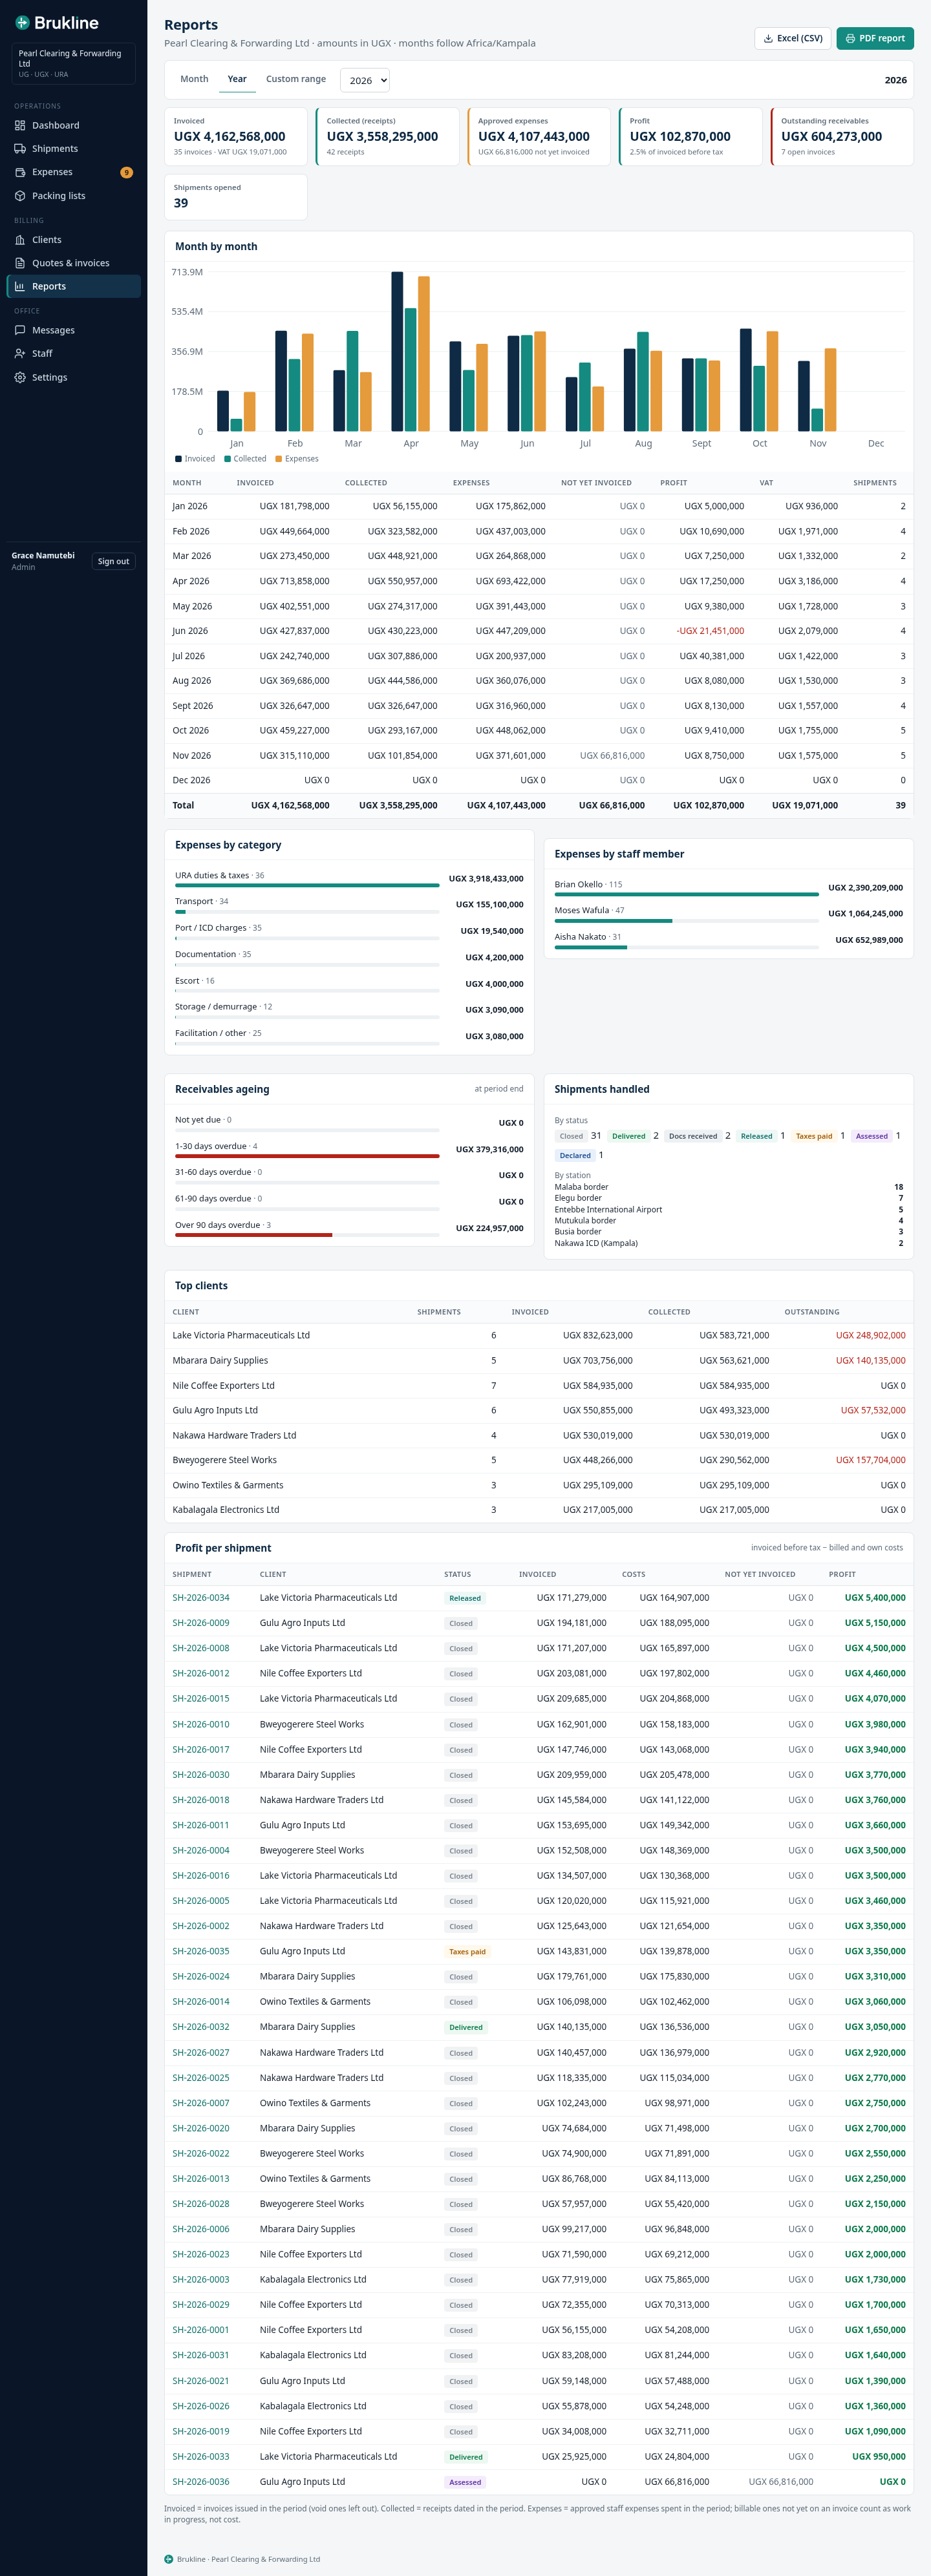 Brukline
Pearl Clearing & Forwarding
Ltd
UG · UGX · URA
OPERATIONS
Dashboard
Shipments
Expenses 9
Packing lists
BILLING
Clients
Quotes & invoices
Reports
OFFICE
Messages
Staff
Settings
Grace Namutebi
Admin
Sign out
Reports
Pearl Clearing & Forwarding Ltd · amounts in UGX · months follow Africa/Kampala
Excel (CSV) PDF report
Month Year Custom range 2026 2026
Invoiced
UGX 4,162,568,000
35 invoices · VAT UGX 19,071,000
Collected (receipts)
UGX 3,558,295,000
42 receipts
Approved expenses
UGX 4,107,443,000
UGX 66,816,000 not yet invoiced
Profit
UGX 102,870,000
2.5% of invoiced before tax
Outstanding receivables
UGX 604,273,000
7 open invoices
Shipments opened
39
Month by month
713.9M
535.4M
356.9M
178.5M
0
Jan Feb Mar Apr May Jun Jul Aug Sept Oct Nov Dec
Invoiced Collected Expenses
MONTH INVOICED COLLECTED EXPENSES NOT YET INVOICED PROFIT VAT SHIPMENTS
Jan 2026 UGX 181,798,000 UGX 56,155,000 UGX 175,862,000 UGX 0 UGX 5,000,000 UGX 936,000 2
Feb 2026 UGX 449,664,000 UGX 323,582,000 UGX 437,003,000 UGX 0 UGX 10,690,000 UGX 1,971,000 4
Mar 2026 UGX 273,450,000 UGX 448,921,000 UGX 264,868,000 UGX 0 UGX 7,250,000 UGX 1,332,000 2
Apr 2026 UGX 713,858,000 UGX 550,957,000 UGX 693,422,000 UGX 0 UGX 17,250,000 UGX 3,186,000 4
May 2026 UGX 402,551,000 UGX 274,317,000 UGX 391,443,000 UGX 0 UGX 9,380,000 UGX 1,728,000 3
Jun 2026 UGX 427,837,000 UGX 430,223,000 UGX 447,209,000 UGX 0 -UGX 21,451,000 UGX 2,079,000 4
Jul 2026 UGX 242,740,000 UGX 307,886,000 UGX 200,937,000 UGX 0 UGX 40,381,000 UGX 1,422,000 3
Aug 2026 UGX 369,686,000 UGX 444,586,000 UGX 360,076,000 UGX 0 UGX 8,080,000 UGX 1,530,000 3
Sept 2026 UGX 326,647,000 UGX 326,647,000 UGX 316,960,000 UGX 0 UGX 8,130,000 UGX 1,557,000 4
Oct 2026 UGX 459,227,000 UGX 293,167,000 UGX 448,062,000 UGX 0 UGX 9,410,000 UGX 1,755,000 5
Nov 2026 UGX 315,110,000 UGX 101,854,000 UGX 371,601,000 UGX 66,816,000 UGX 8,750,000 UGX 1,575,000 5
Dec 2026 UGX 0 UGX 0 UGX 0 UGX 0 UGX 0 UGX 0 0
Total UGX 4,162,568,000 UGX 3,558,295,000 UGX 4,107,443,000 UGX 66,816,000 UGX 102,870,000 UGX 19,071,000 39
Expenses by category
URA duties & taxes · 36 UGX 3,918,433,000
Transport · 34 UGX 155,100,000
Port / ICD charges · 35 UGX 19,540,000
Documentation · 35 UGX 4,200,000
Escort · 16 UGX 4,000,000
Storage / demurrage · 12 UGX 3,090,000
Facilitation / other · 25 UGX 3,080,000
Expenses by staff member
Brian Okello · 115 UGX 2,390,209,000
Moses Wafula · 47 UGX 1,064,245,000
Aisha Nakato · 31 UGX 652,989,000
Receivables ageing at period end
Not yet due · 0 UGX 0
1-30 days overdue · 4 UGX 379,316,000
31-60 days overdue · 0 UGX 0
61-90 days overdue · 0 UGX 0
Over 90 days overdue · 3 UGX 224,957,000
Shipments handled
By status
Closed 31 Delivered 2 Docs received 2 Released 1 Taxes paid 1 Assessed 1
Declared 1
By station
Malaba border 18
Elegu border 7
Entebbe International Airport 5
Mutukula border 4
Busia border 3
Nakawa ICD (Kampala) 2
Top clients
CLIENT SHIPMENTS INVOICED COLLECTED OUTSTANDING
Lake Victoria Pharmaceuticals Ltd 6 UGX 832,623,000 UGX 583,721,000 UGX 248,902,000
Mbarara Dairy Supplies 5 UGX 703,756,000 UGX 563,621,000 UGX 140,135,000
Nile Coffee Exporters Ltd 7 UGX 584,935,000 UGX 584,935,000 UGX 0
Gulu Agro Inputs Ltd 6 UGX 550,855,000 UGX 493,323,000 UGX 57,532,000
Nakawa Hardware Traders Ltd 4 UGX 530,019,000 UGX 530,019,000 UGX 0
Bweyogerere Steel Works 5 UGX 448,266,000 UGX 290,562,000 UGX 157,704,000
Owino Textiles & Garments 3 UGX 295,109,000 UGX 295,109,000 UGX 0
Kabalagala Electronics Ltd 3 UGX 217,005,000 UGX 217,005,000 UGX 0
Profit per shipment invoiced before tax − billed and own costs
SHIPMENT CLIENT STATUS INVOICED COSTS NOT YET INVOICED PROFIT
SH-2026-0034 Lake Victoria Pharmaceuticals Ltd Released UGX 171,279,000 UGX 164,907,000 UGX 0 UGX 5,400,000
SH-2026-0009 Gulu Agro Inputs Ltd Closed UGX 194,181,000 UGX 188,095,000 UGX 0 UGX 5,150,000
SH-2026-0008 Lake Victoria Pharmaceuticals Ltd Closed UGX 171,207,000 UGX 165,897,000 UGX 0 UGX 4,500,000
SH-2026-0012 Nile Coffee Exporters Ltd Closed UGX 203,081,000 UGX 197,802,000 UGX 0 UGX 4,460,000
SH-2026-0015 Lake Victoria Pharmaceuticals Ltd Closed UGX 209,685,000 UGX 204,868,000 UGX 0 UGX 4,070,000
SH-2026-0010 Bweyogerere Steel Works Closed UGX 162,901,000 UGX 158,183,000 UGX 0 UGX 3,980,000
SH-2026-0017 Nile Coffee Exporters Ltd Closed UGX 147,746,000 UGX 143,068,000 UGX 0 UGX 3,940,000
SH-2026-0030 Mbarara Dairy Supplies Closed UGX 209,959,000 UGX 205,478,000 UGX 0 UGX 3,770,000
SH-2026-0018 Nakawa Hardware Traders Ltd Closed UGX 145,584,000 UGX 141,122,000 UGX 0 UGX 3,760,000
SH-2026-0011 Gulu Agro Inputs Ltd Closed UGX 153,695,000 UGX 149,342,000 UGX 0 UGX 3,660,000
SH-2026-0004 Bweyogerere Steel Works Closed UGX 152,508,000 UGX 148,369,000 UGX 0 UGX 3,500,000
SH-2026-0016 Lake Victoria Pharmaceuticals Ltd Closed UGX 134,507,000 UGX 130,368,000 UGX 0 UGX 3,500,000
SH-2026-0005 Lake Victoria Pharmaceuticals Ltd Closed UGX 120,020,000 UGX 115,921,000 UGX 0 UGX 3,460,000
SH-2026-0002 Nakawa Hardware Traders Ltd Closed UGX 125,643,000 UGX 121,654,000 UGX 0 UGX 3,350,000
SH-2026-0035 Gulu Agro Inputs Ltd Taxes paid UGX 143,831,000 UGX 139,878,000 UGX 0 UGX 3,350,000
SH-2026-0024 Mbarara Dairy Supplies Closed UGX 179,761,000 UGX 175,830,000 UGX 0 UGX 3,310,000
SH-2026-0014 Owino Textiles & Garments Closed UGX 106,098,000 UGX 102,462,000 UGX 0 UGX 3,060,000
SH-2026-0032 Mbarara Dairy Supplies Delivered UGX 140,135,000 UGX 136,536,000 UGX 0 UGX 3,050,000
SH-2026-0027 Nakawa Hardware Traders Ltd Closed UGX 140,457,000 UGX 136,979,000 UGX 0 UGX 2,920,000
SH-2026-0025 Nakawa Hardware Traders Ltd Closed UGX 118,335,000 UGX 115,034,000 UGX 0 UGX 2,770,000
SH-2026-0007 Owino Textiles & Garments Closed UGX 102,243,000 UGX 98,971,000 UGX 0 UGX 2,750,000
SH-2026-0020 Mbarara Dairy Supplies Closed UGX 74,684,000 UGX 71,498,000 UGX 0 UGX 2,700,000
SH-2026-0022 Bweyogerere Steel Works Closed UGX 74,900,000 UGX 71,891,000 UGX 0 UGX 2,550,000
SH-2026-0013 Owino Textiles & Garments Closed UGX 86,768,000 UGX 84,113,000 UGX 0 UGX 2,250,000
SH-2026-0028 Bweyogerere Steel Works Closed UGX 57,957,000 UGX 55,420,000 UGX 0 UGX 2,150,000
SH-2026-0006 Mbarara Dairy Supplies Closed UGX 99,217,000 UGX 96,848,000 UGX 0 UGX 2,000,000
SH-2026-0023 Nile Coffee Exporters Ltd Closed UGX 71,590,000 UGX 69,212,000 UGX 0 UGX 2,000,000
SH-2026-0003 Kabalagala Electronics Ltd Closed UGX 77,919,000 UGX 75,865,000 UGX 0 UGX 1,730,000
SH-2026-0029 Nile Coffee Exporters Ltd Closed UGX 72,355,000 UGX 70,313,000 UGX 0 UGX 1,700,000
SH-2026-0001 Nile Coffee Exporters Ltd Closed UGX 56,155,000 UGX 54,208,000 UGX 0 UGX 1,650,000
SH-2026-0031 Kabalagala Electronics Ltd Closed UGX 83,208,000 UGX 81,244,000 UGX 0 UGX 1,640,000
SH-2026-0021 Gulu Agro Inputs Ltd Closed UGX 59,148,000 UGX 57,488,000 UGX 0 UGX 1,390,000
SH-2026-0026 Kabalagala Electronics Ltd Closed UGX 55,878,000 UGX 54,248,000 UGX 0 UGX 1,360,000
SH-2026-0019 Nile Coffee Exporters Ltd Closed UGX 34,008,000 UGX 32,711,000 UGX 0 UGX 1,090,000
SH-2026-0033 Lake Victoria Pharmaceuticals Ltd Delivered UGX 25,925,000 UGX 24,804,000 UGX 0 UGX 950,000
SH-2026-0036 Gulu Agro Inputs Ltd Assessed UGX 0 UGX 66,816,000 UGX 66,816,000 UGX 0
Invoiced = invoices issued in the period (void ones left out). Collected = receipts dated in the period. Expenses = approved staff expenses spent in the period; billable ones not yet on an invoice count as work
in progress, not cost.
Brukline · Pearl Clearing & Forwarding Ltd